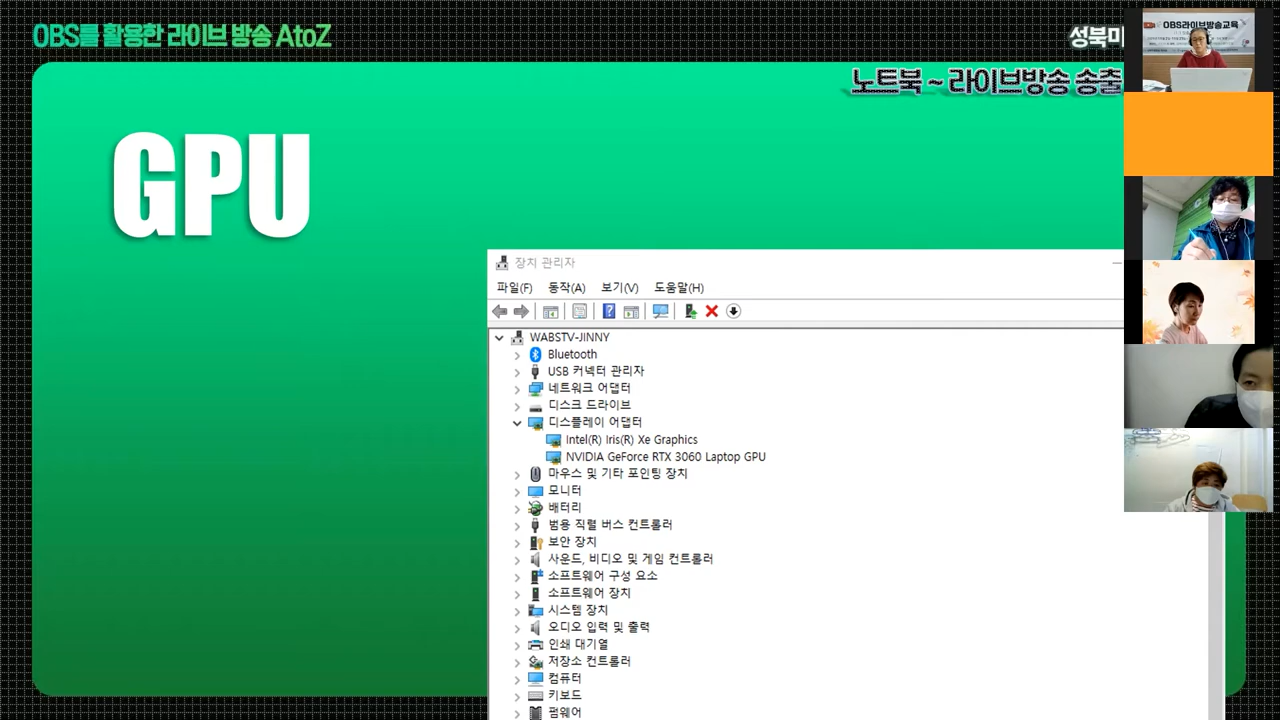 OBS를 활용한 라이브 방송 AtoZ
성북미
노트북 ~ 라이브방송 송출
OBS라이브방송교육
GPU
장치 관리자
파일(F) 동작(A) 보기(V) 도움말(H)
WABSTV-JINNY
Bluetooth
USB 커넥터 관리자
네트워크 어댑터
디스크 드라이브
디스플레이 어댑터
Intel(R) Iris(R) Xe Graphics
NVIDIA GeForce RTX 3060 Laptop GPU
마우스 및 기타 포인팅 장치
모니터
배터리
범용 직렬 버스 컨트롤러
보안 장치
사운드, 비디오 및 게임 컨트롤러
소프트웨어 구성 요소
소프트웨어 장치
시스템 장치
오디오 입력 및 출력
인쇄 대기열
저장소 컨트롤러
컴퓨터
키보드
펌웨어